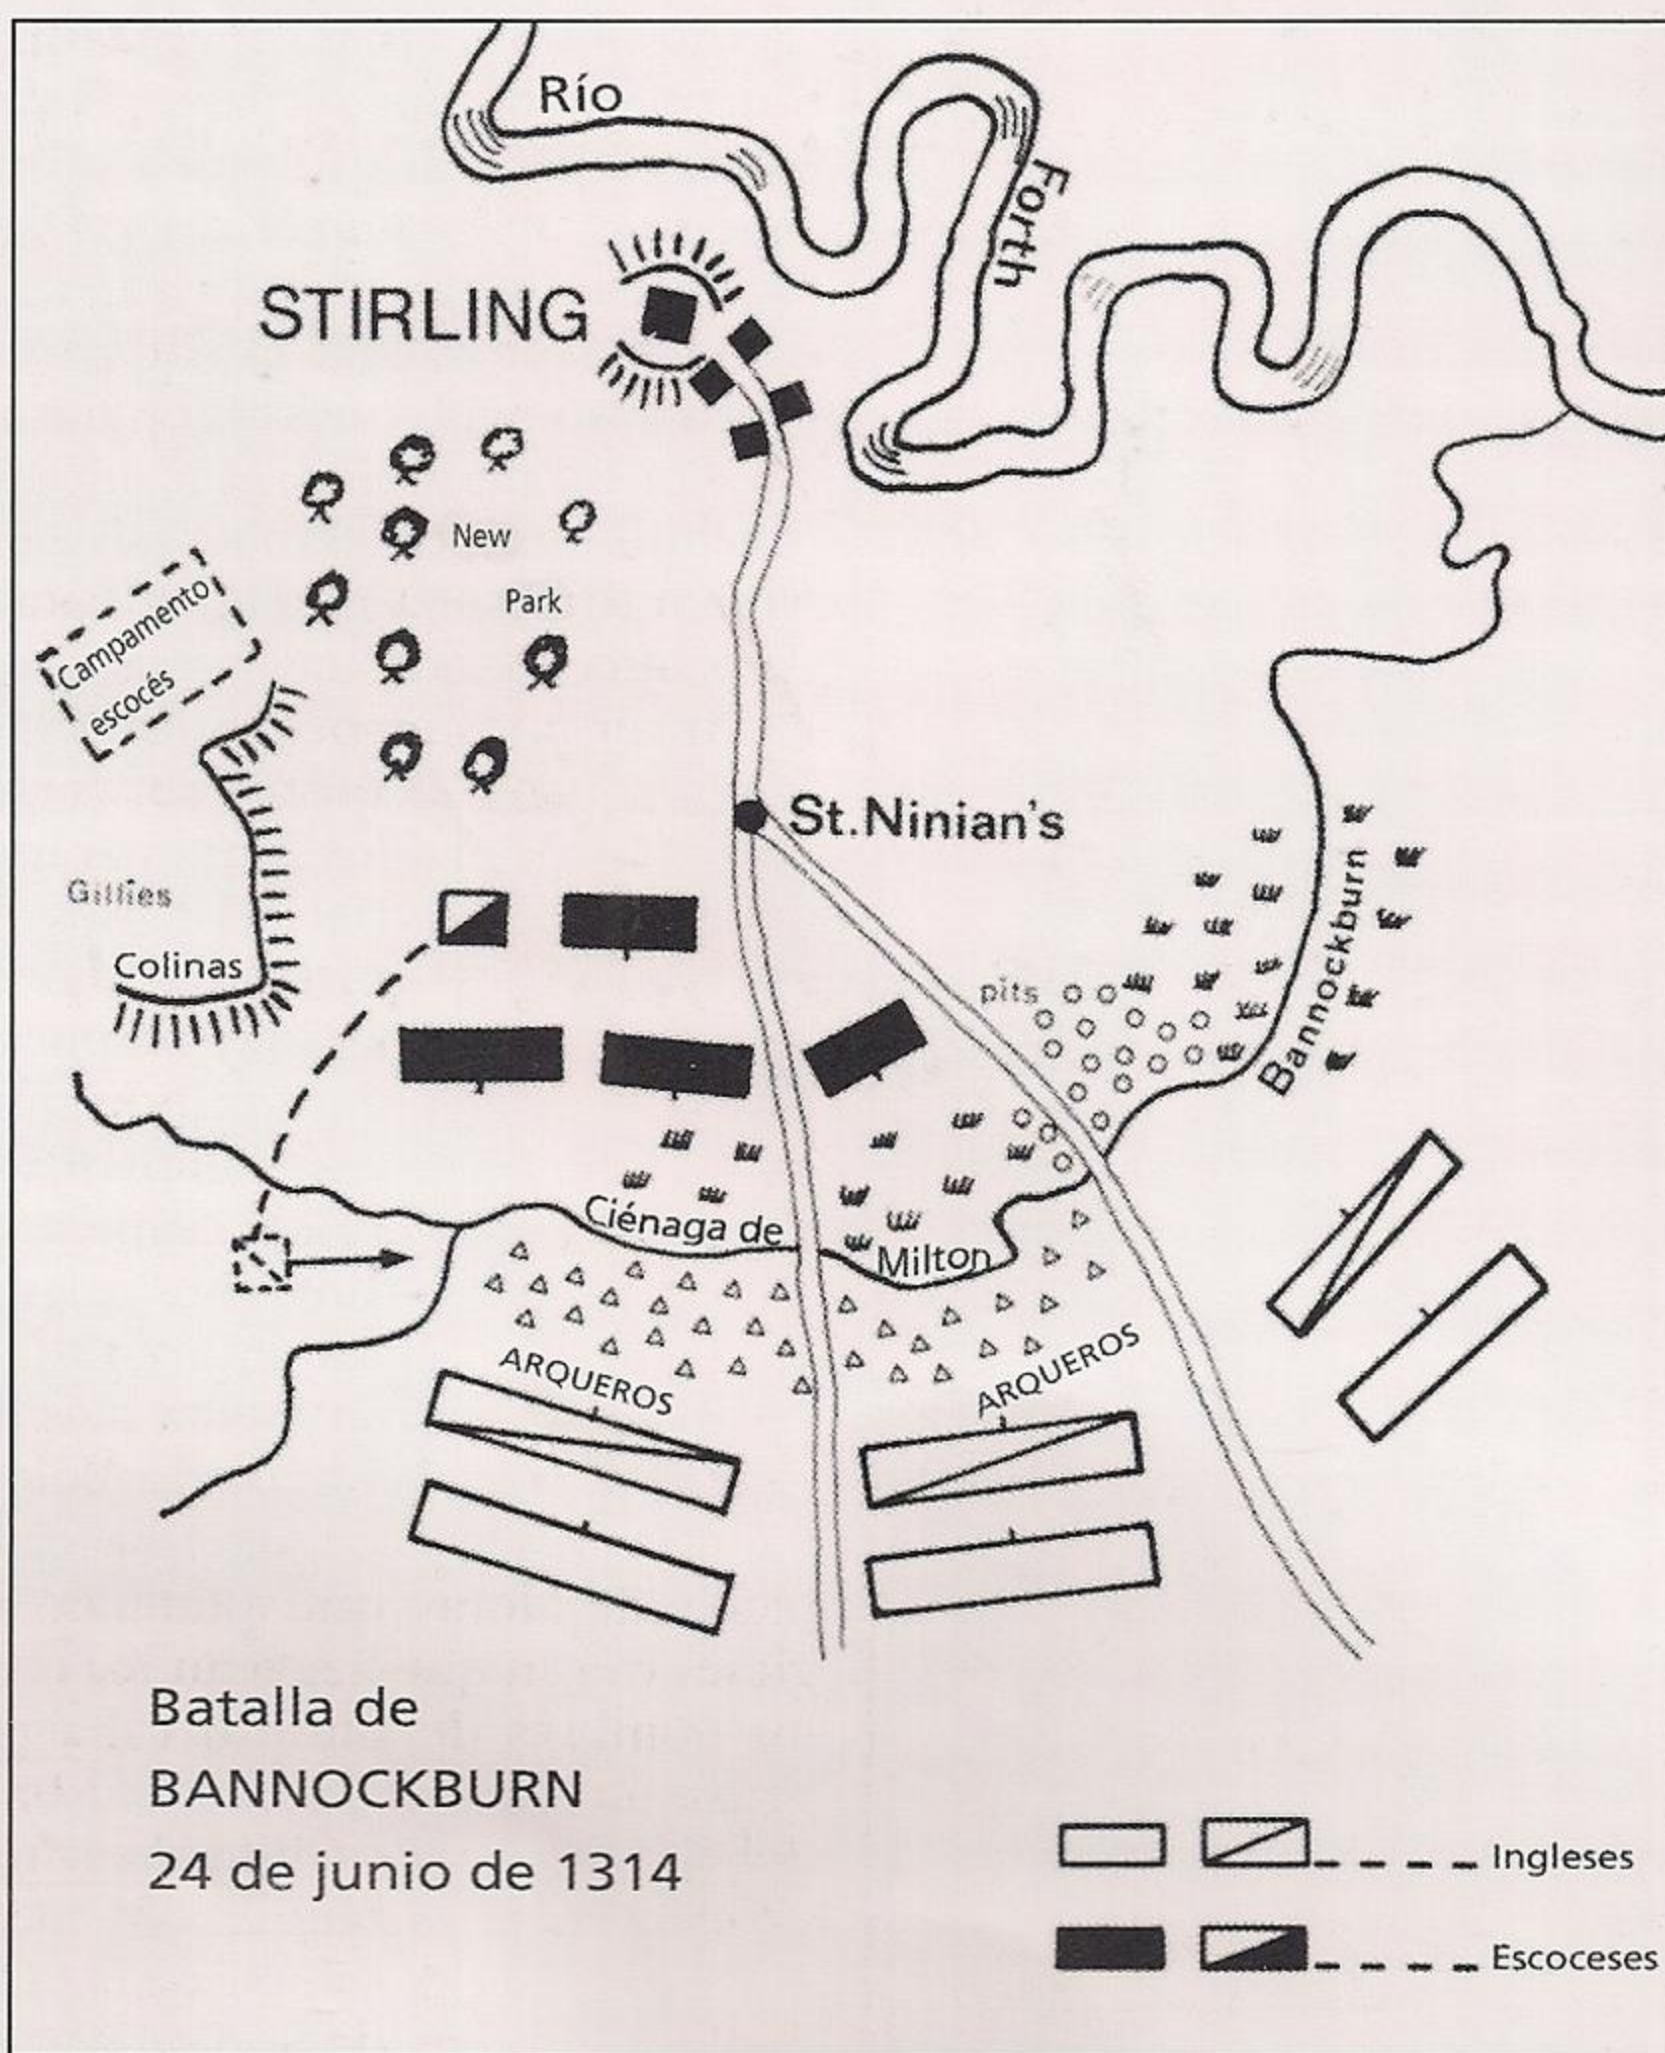 Río
Forth
STIRLING
New
Park
Campamento
escocés
St.Ninian's
Gillies
Colinas
pits
Bannockburn
Ciénaga de
Milton
ARQUEROS
ARQUEROS
Batalla de
BANNOCKBURN
24 de junio de 1314
Ingleses
Escoceses